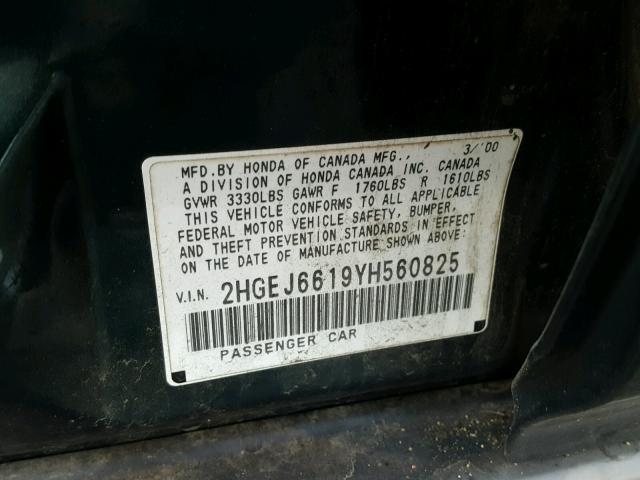 MFD. BY HONDA OF CANADA MFG., 3/'00
A DIVISION OF HONDA CANADA INC. CANADA
GVWR 3330LBS GAWR F 1760LBS R 1610LBS
THIS VEHICLE CONFORMS TO ALL APPLICABLE
FEDERAL MOTOR VEHICLE SAFETY, BUMPER,
AND THEFT PREVENTION STANDARDS IN EFFECT
ON THE DATE OF MANUFACTURE SHOWN ABOVE:
V.I.N. 2HGEJ6619YH560825
PASSENGER CAR